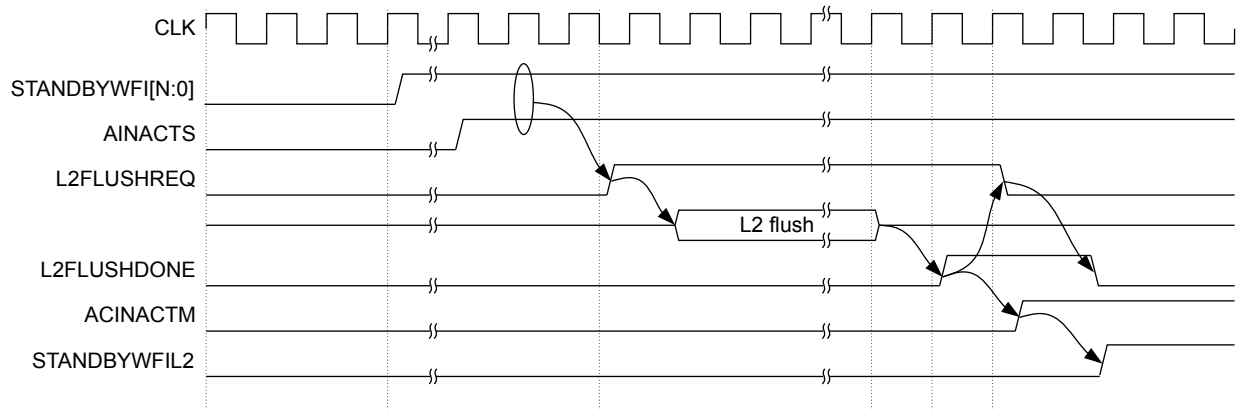 CLK
STANDBYWFI[N:0]
AINACTS
L2FLUSHREQ
L2 flush
L2FLUSHDONE
ACINACTM
STANDBYWFIL2